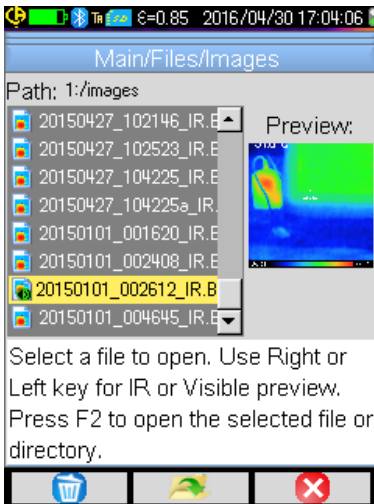 ε=0.85 2016/04/30 17:04:06
Main/Files/Images
Path: 1:/images
20150427_102146_IR.B
Preview:
20150427_102523_IR.B
20150427_104225_IR.B
20150427_104225a_IR.
20150101_001620_IR.B
20150101_002408_IR.B
20150101_002612_IR.B
20150101_004645_IR.B
Select a file to open. Use Right or
Left key for IR or Visible preview.
Press F2 to open the selected file or
directory.